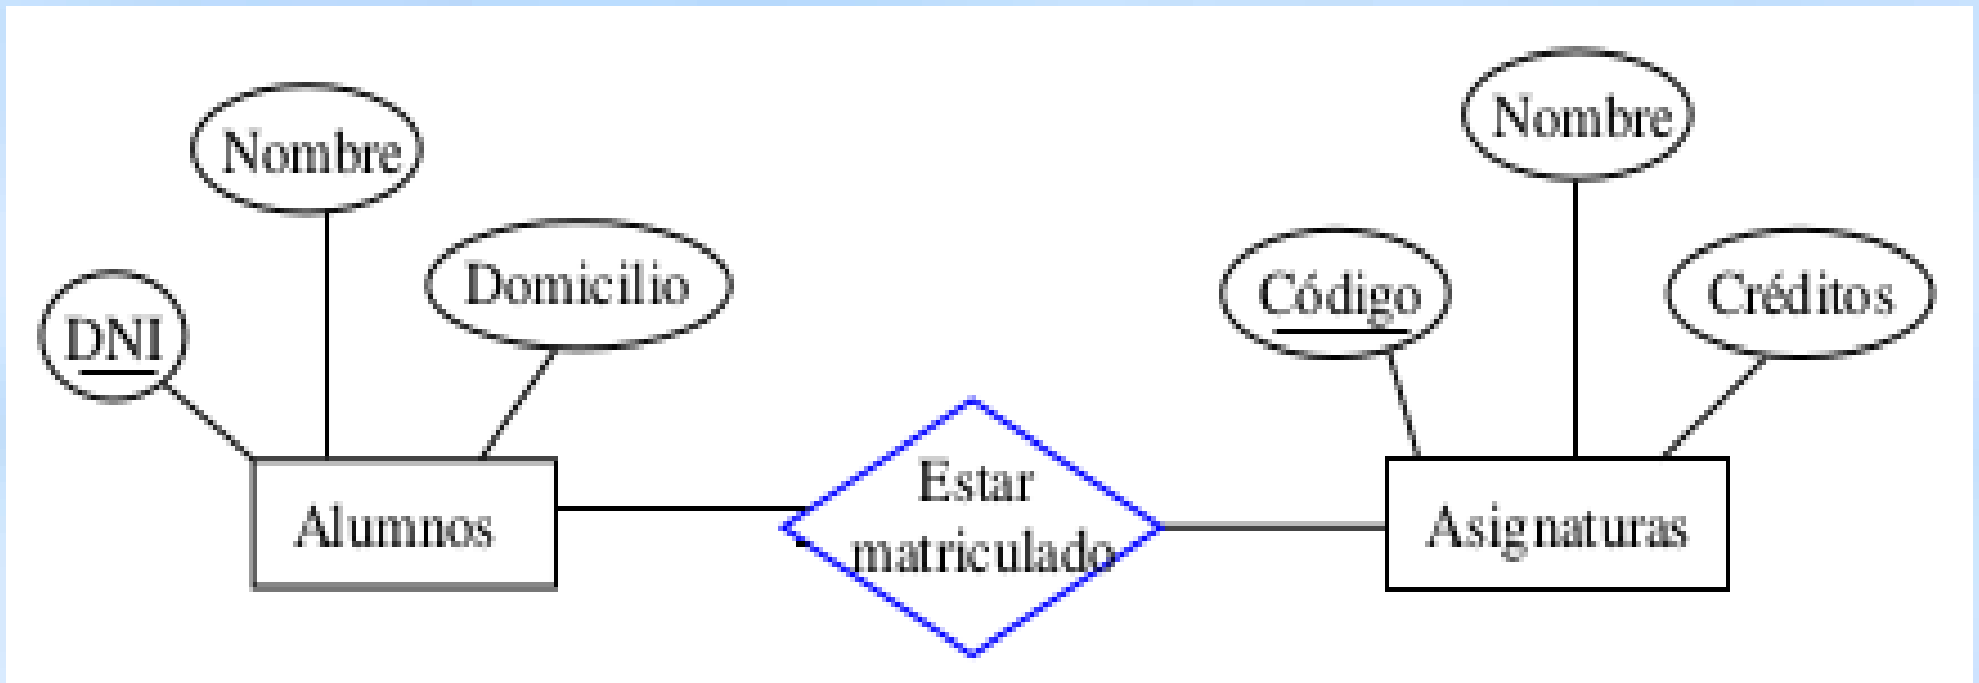 Nombre
Nombre
Domicilio
Código
Créditos
DNI
Estar
matriculado
Alumnos
Asignaturas